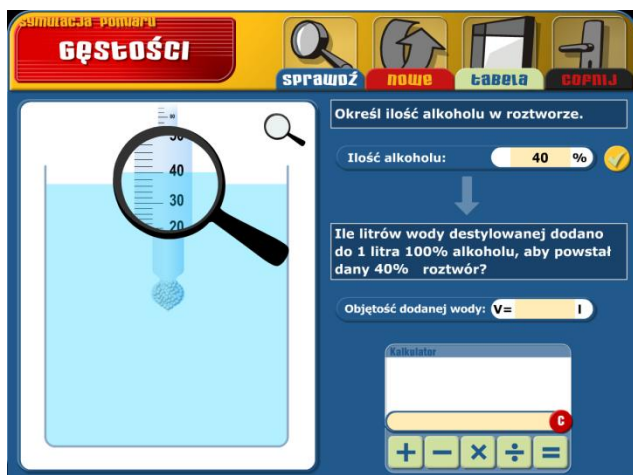 symulacja pomiaru
GĘSTOŚCI
SPRAWDŹ
NOWE
tabela
COFNIJ
Określ ilość alkoholu w roztworze.
Ilość alkoholu: 40 %
Ile litrów wody destylowanej dodano
do 1 litra 100% alkoholu, aby powstał
dany 40% roztwór?
Objętość dodanej wody: V= l
Kalkulator
C
+ − × ÷ =
50
40
30
20